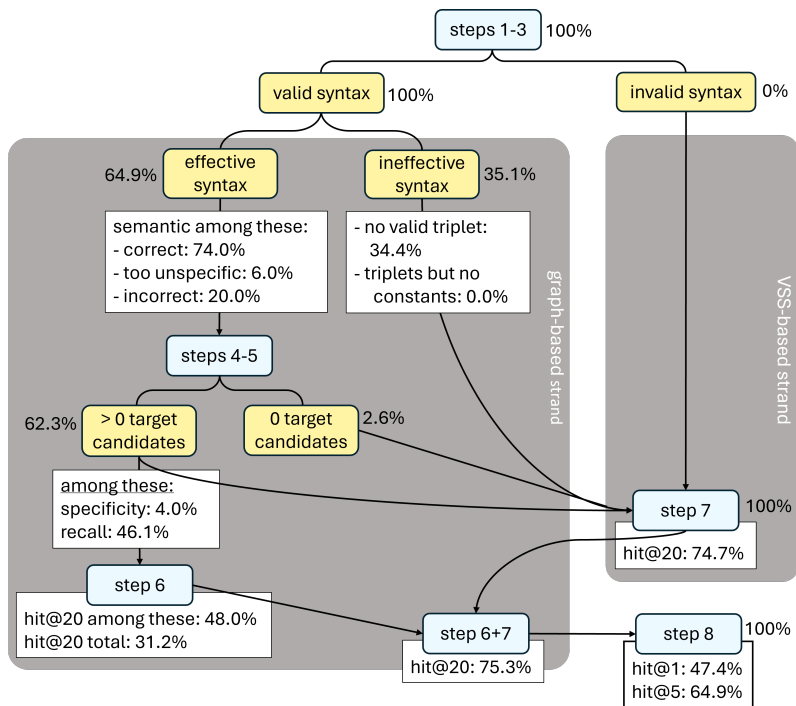 steps 1-3
100%
valid syntax
100%
invalid syntax
0%
64.9%
effective
syntax
ineffective
syntax
35.1%
semantic among these:
- correct: 74.0%
- too unspecific: 6.0%
- incorrect: 20.0%
- no valid triplet:
34.4%
- triplets but no
constants: 0.0%
graph-based strand
VSS-based strand
steps 4-5
62.3%
> 0 target
candidates
0 target
candidates
2.6%
among these:
specificity: 4.0%
recall: 46.1%
step 7
100%
hit@20: 74.7%
step 6
hit@20 among these: 48.0%
hit@20 total: 31.2%
step 6+7
hit@20: 75.3%
step 8
100%
hit@1: 47.4%
hit@5: 64.9%